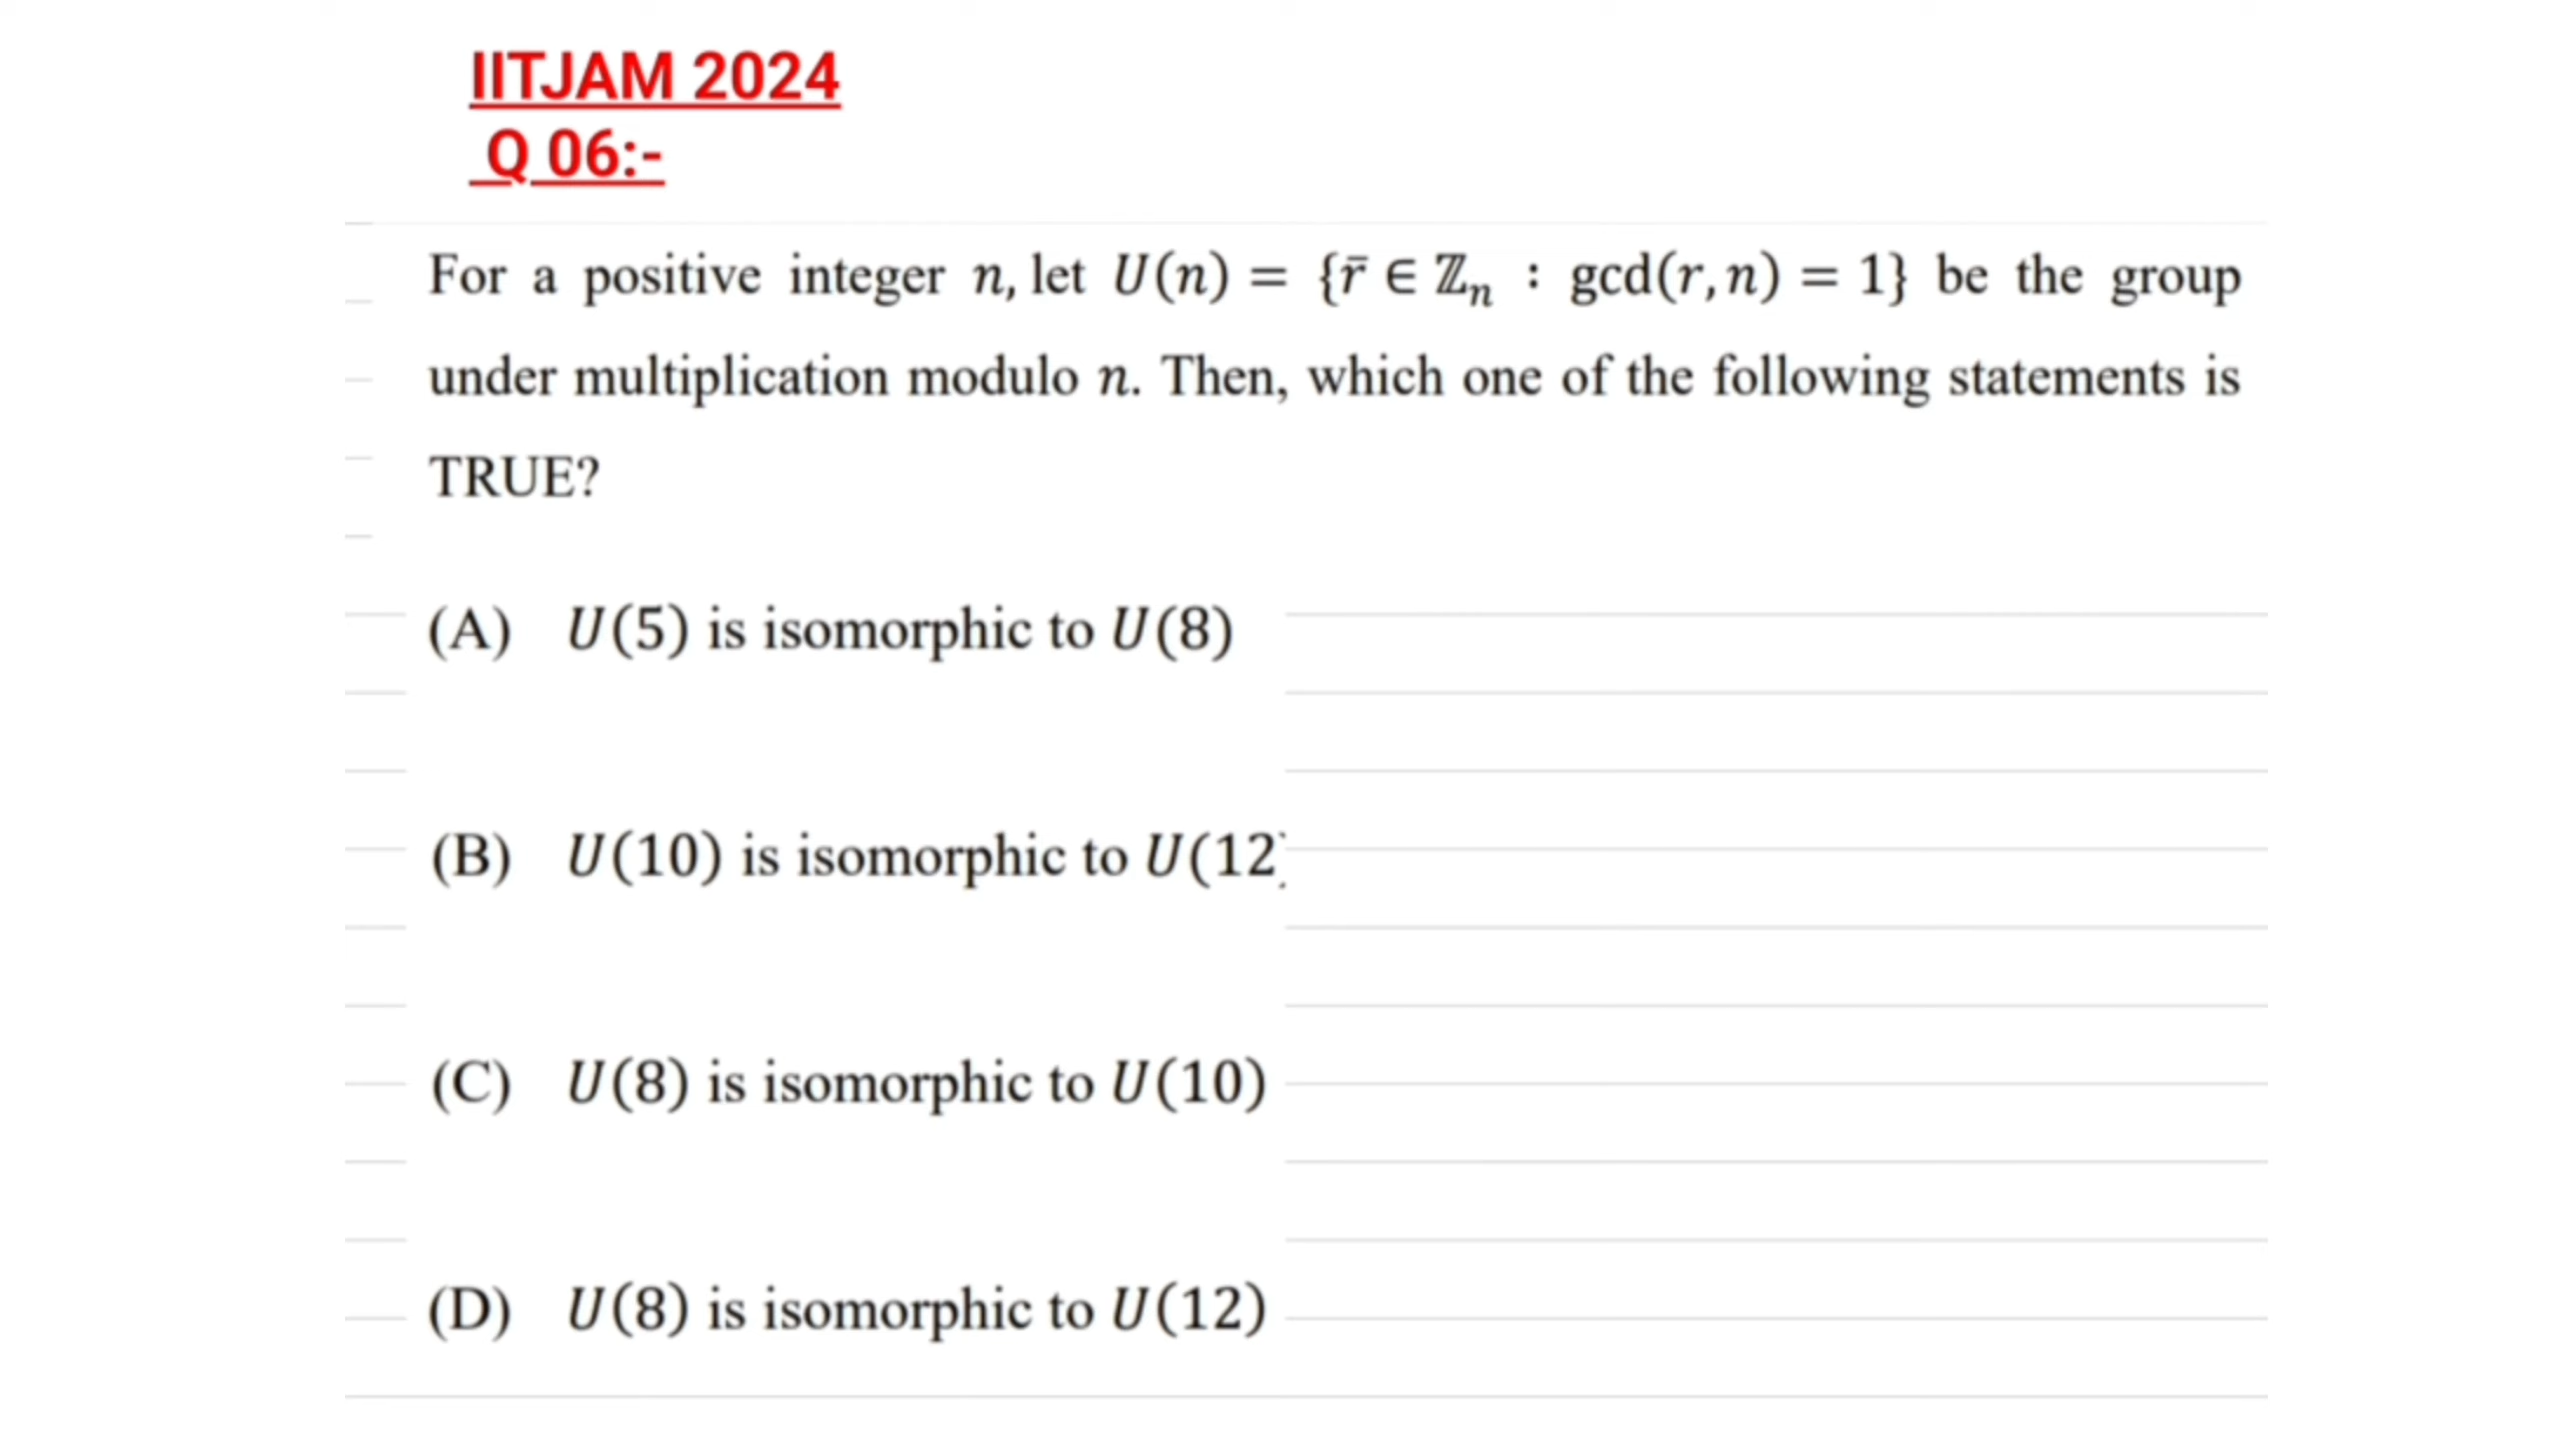 IITJAM 2024
Q 06:-
For a positive integer n, let U(n) = {r̄ ∈ ℤₙ : gcd(r, n) = 1} be the group
under multiplication modulo n. Then, which one of the following statements is
TRUE?
(A) U(5) is isomorphic to U(8)
(B) U(10) is isomorphic to U(12)
(C) U(8) is isomorphic to U(10)
(D) U(8) is isomorphic to U(12)